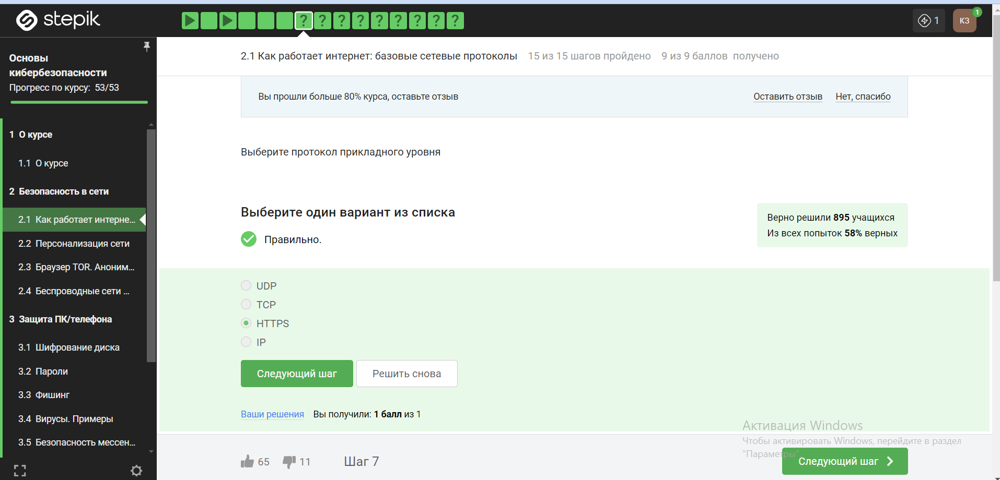 stepik
? ? ? ? ? ? ? ? ?
1
КЗ
1
Основы
кибербезопасности
Прогресс по курсу: 53/53
1 О курсе
1.1 О курсе
2 Безопасность в сети
2.1 Как работает интерне...
2.2 Персонализация сети
2.3 Браузер TOR. Аноним...
2.4 Беспроводные сети ...
3 Защита ПК/телефона
3.1 Шифрование диска
3.2 Пароли
3.3 Фишинг
3.4 Вирусы. Примеры
3.5 Безопасность мессен...
2.1 Как работает интернет: базовые сетевые протоколы 15 из 15 шагов пройдено 9 из 9 баллов получено
Вы прошли больше 80% курса, оставьте отзыв Оставить отзыв Нет, спасибо
Выберите протокол прикладного уровня
Выберите один вариант из списка
Правильно.
Верно решили 895 учащихся
Из всех попыток 58% верных
UDP
TCP
HTTPS
IP
Следующий шаг Решить снова
Ваши решения Вы получили: 1 балл из 1
65 11 Шаг 7
Следующий шаг
Активация Windows
Чтобы активировать Windows, перейдите в раздел
"Параметры"